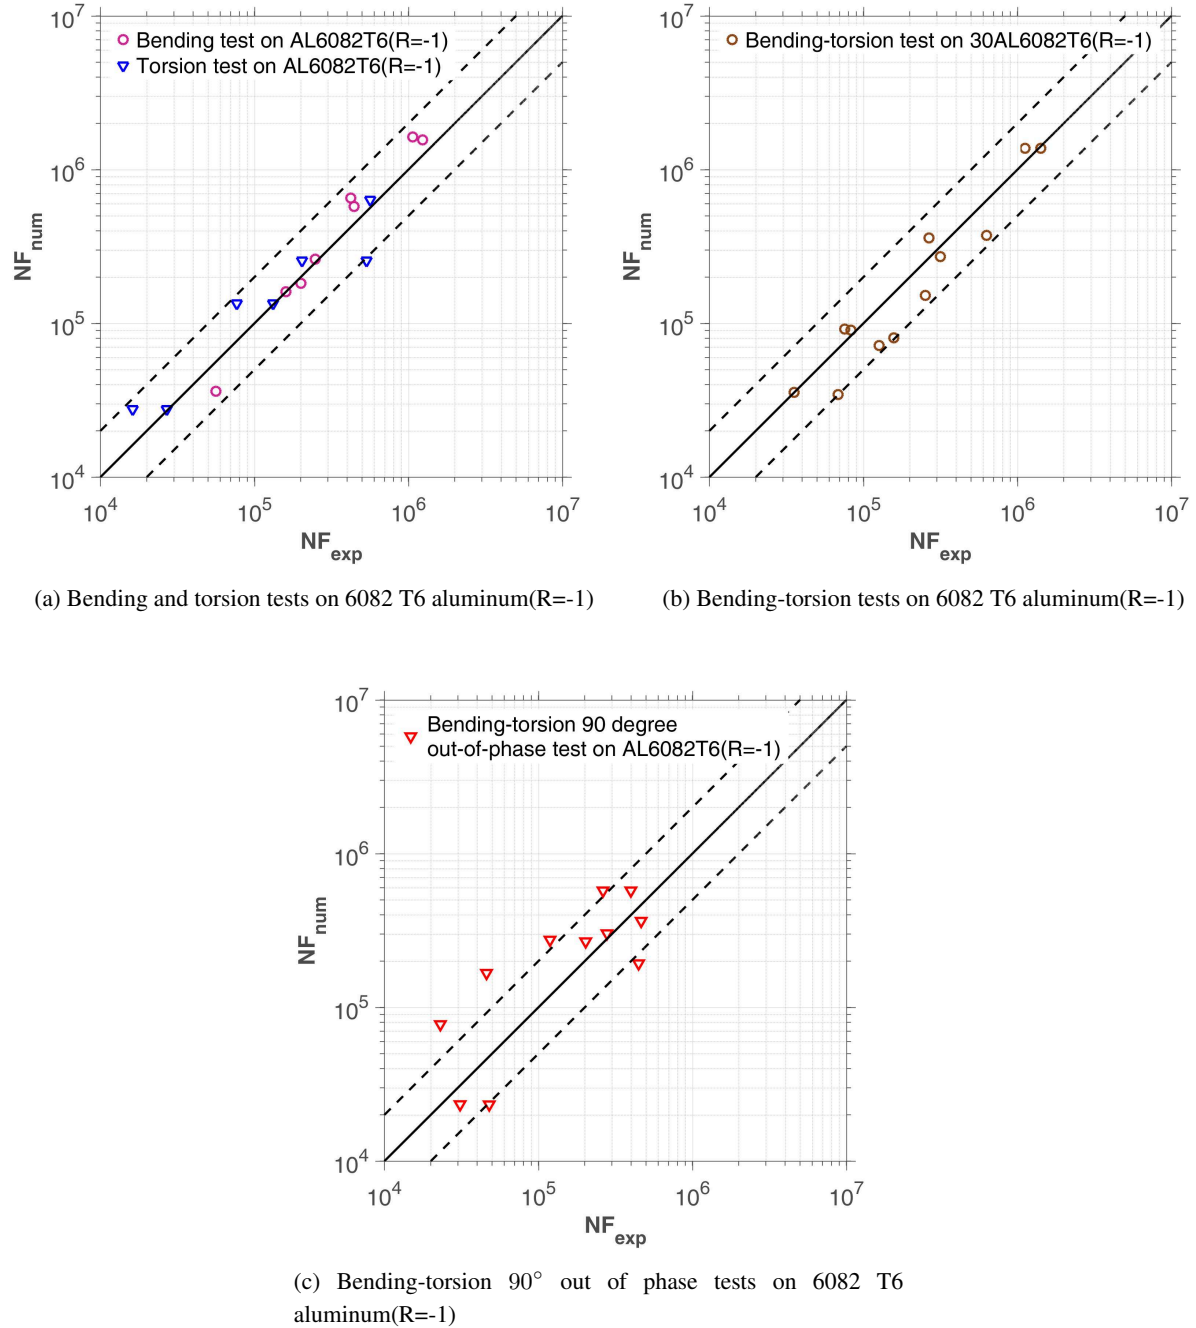 10^7
Bending test on AL6082T6(R=-1)
Torsion test on AL6082T6(R=-1)
10^6
NF_num
10^5
10^4
10^4 10^5 10^6 10^7
NF_exp
(a) Bending and torsion tests on 6082 T6 aluminum(R=-1)
10^7
Bending-torsion test on 30AL6082T6(R=-1)
10^6
NF_num
10^5
10^4
10^4 10^5 10^6 10^7
NF_exp
(b) Bending-torsion tests on 6082 T6 aluminum(R=-1)
10^7
Bending-torsion 90 degree
out-of-phase test on AL6082T6(R=-1)
10^6
NF_num
10^5
10^4
10^4 10^5 10^6 10^7
NF_exp
(c) Bending-torsion 90° out of phase tests on 6082 T6
aluminum(R=-1)